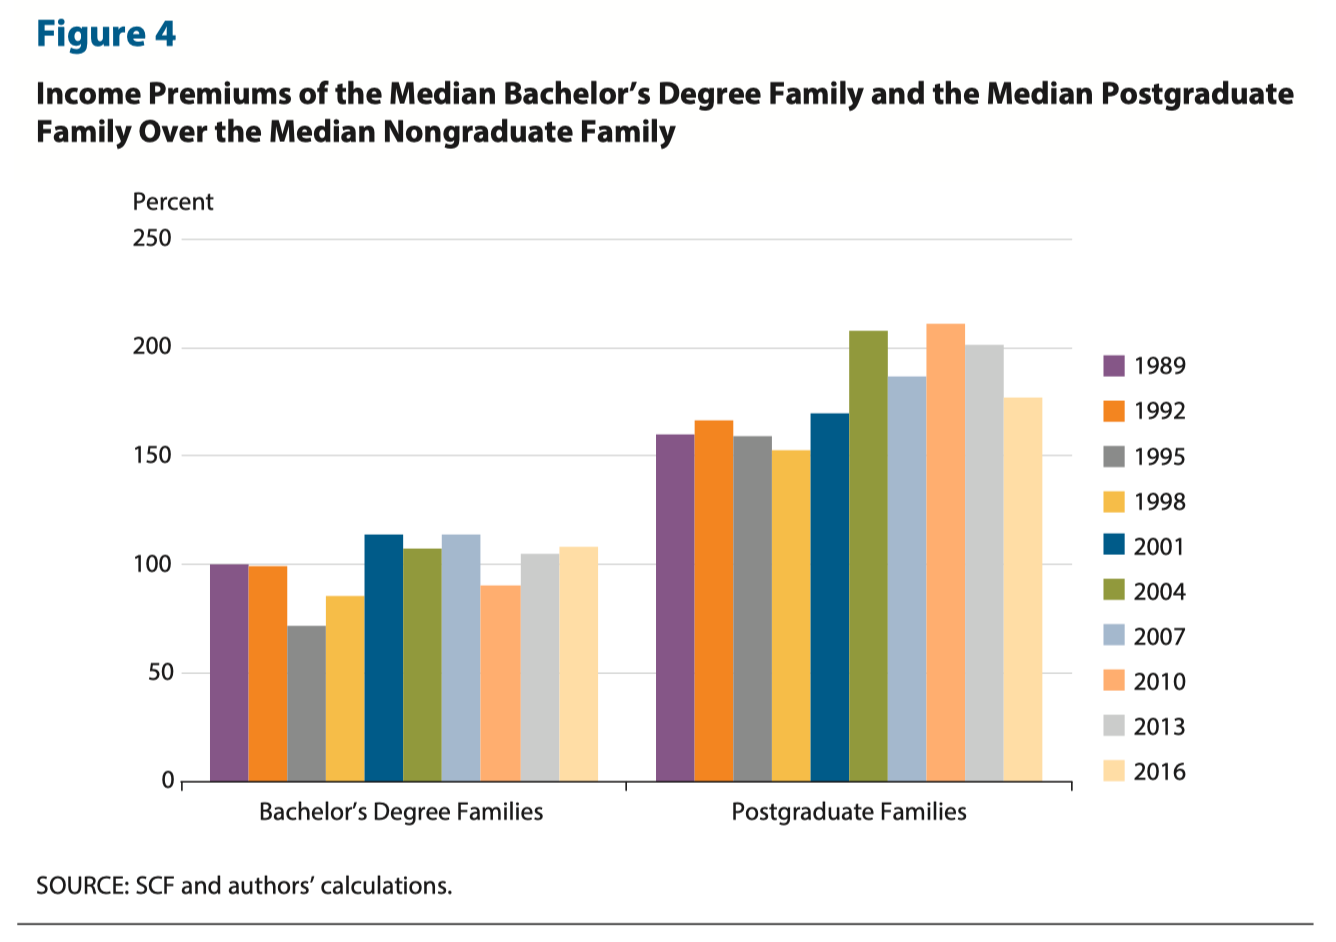 Figure 4
Income Premiums of the Median Bachelor’s Degree Family and the Median Postgraduate
Family Over the Median Nongraduate Family
Percent
250
200
150
100
50
0
Bachelor’s Degree Families
Postgraduate Families
1989
1992
1995
1998
2001
2004
2007
2010
2013
2016
SOURCE: SCF and authors’ calculations.